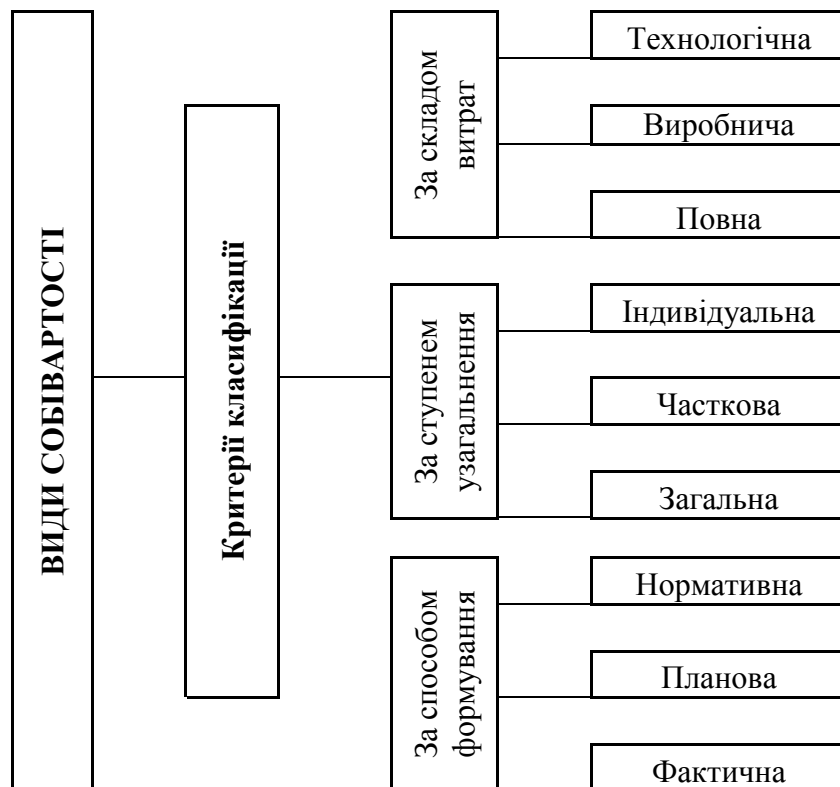 ВИДИ СОБІВАРТОСТІ
Критерії класифікації
За складом
витрат
Технологічна
Виробнича
Повна
За ступенем
узагальнення
Індивідуальна
Часткова
Загальна
За способом
формування
Нормативна
Планова
Фактична